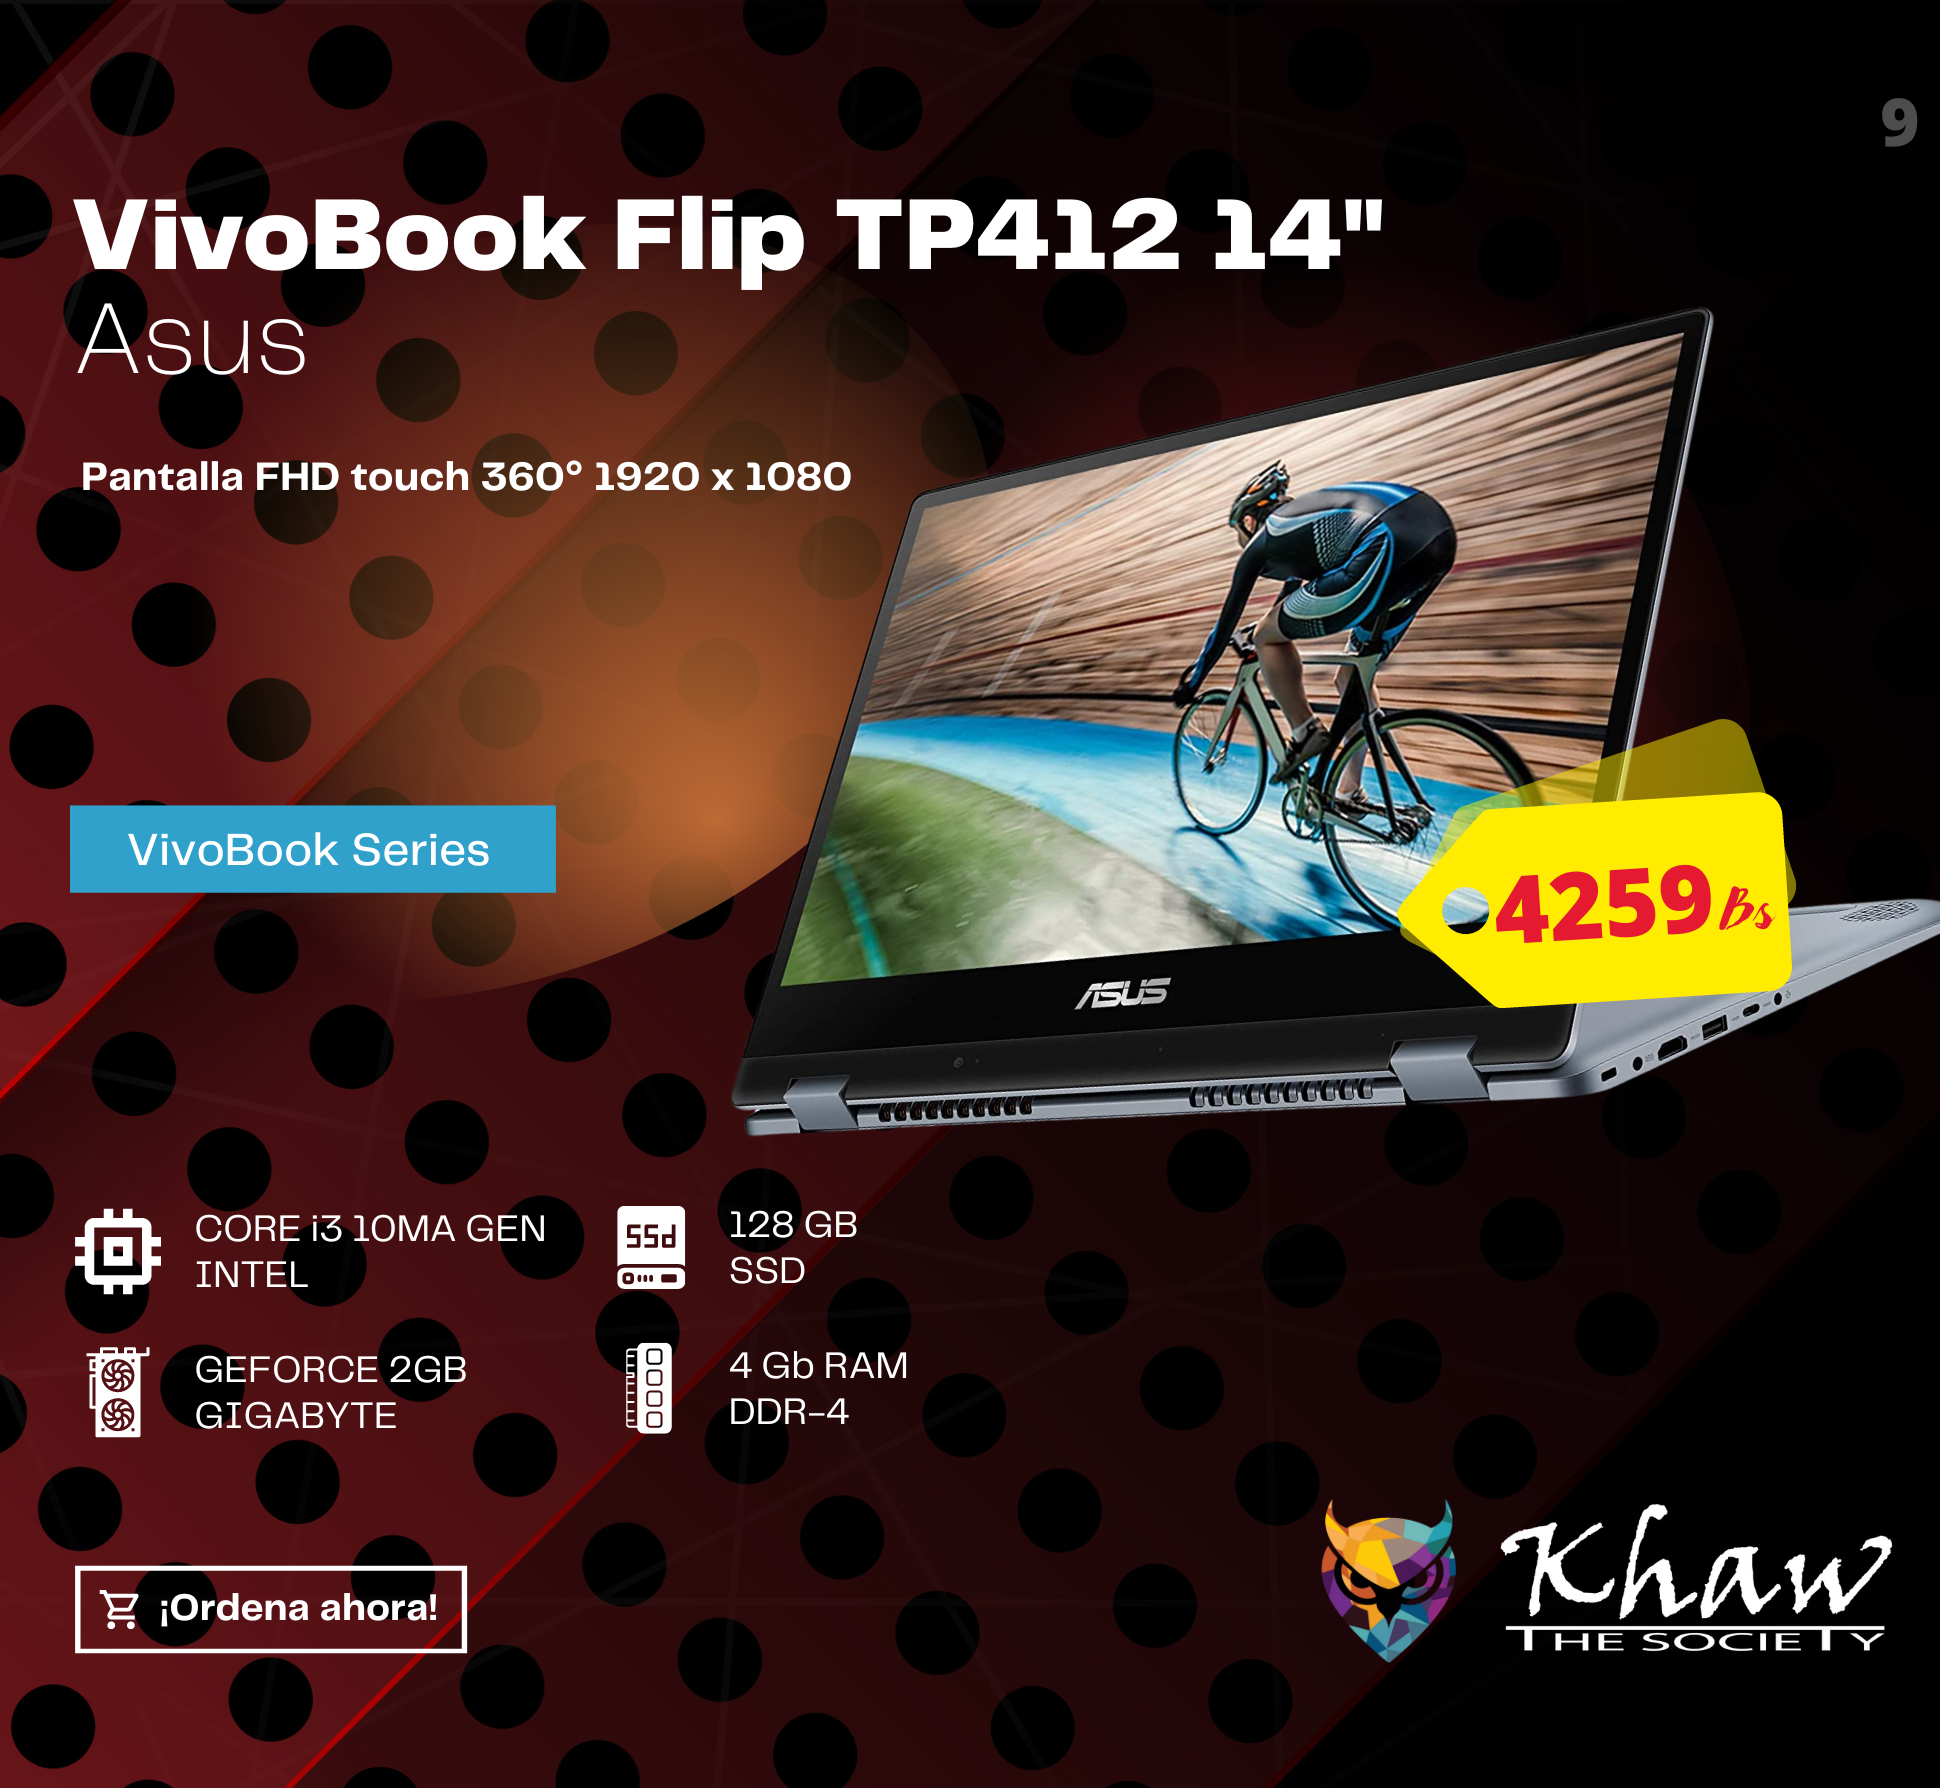 9
VivoBook Flip TP412 14"
Asus
Pantalla FHD touch 360° 1920 x 1080
VivoBook Series
4259 Bs
ASUS
CORE i3 10MA GEN
INTEL
ssd
128 GB
SSD
GEFORCE 2GB
GIGABYTE
4 Gb RAM
DDR-4
¡Ordena ahora!
Khaw
THE SOCIETY